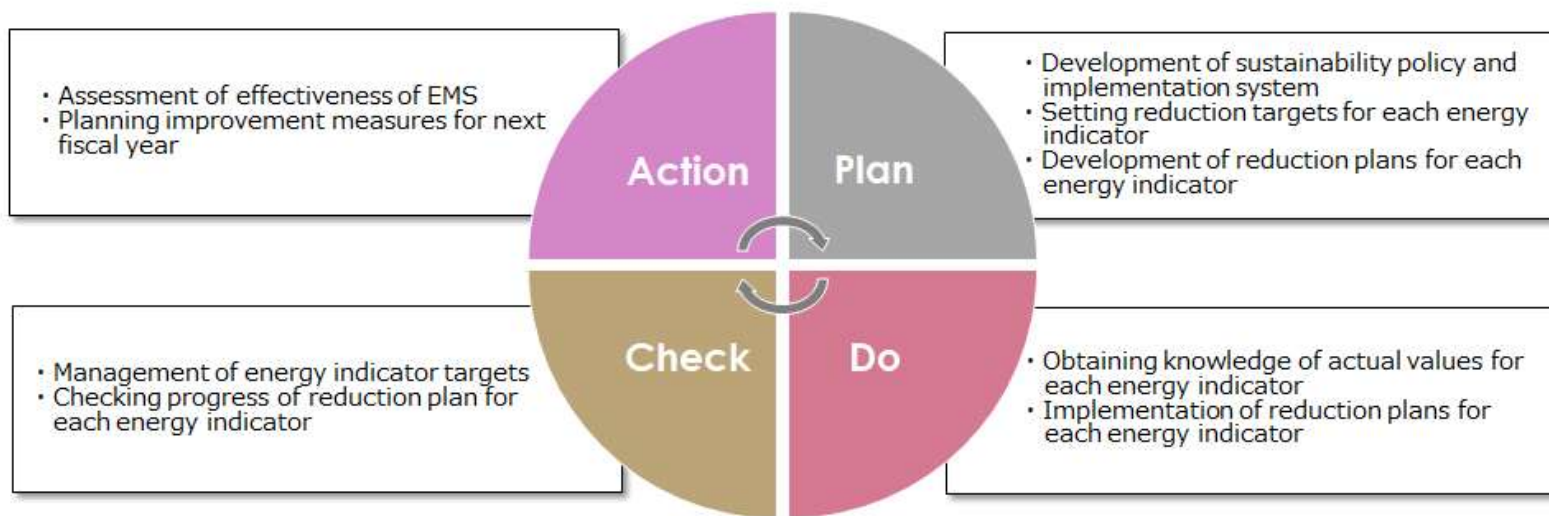 ・Assessment of effectiveness of EMS
・Planning improvement measures for next
fiscal year
Action
Plan
・Development of sustainability policy and
implementation system
・Setting reduction targets for each energy
indicator
・Development of reduction plans for each
energy indicator
・Management of energy indicator targets
・Checking progress of reduction plan for
each energy indicator
Check
Do
・Obtaining knowledge of actual values for
each energy indicator
・Implementation of reduction plans for
each energy indicator